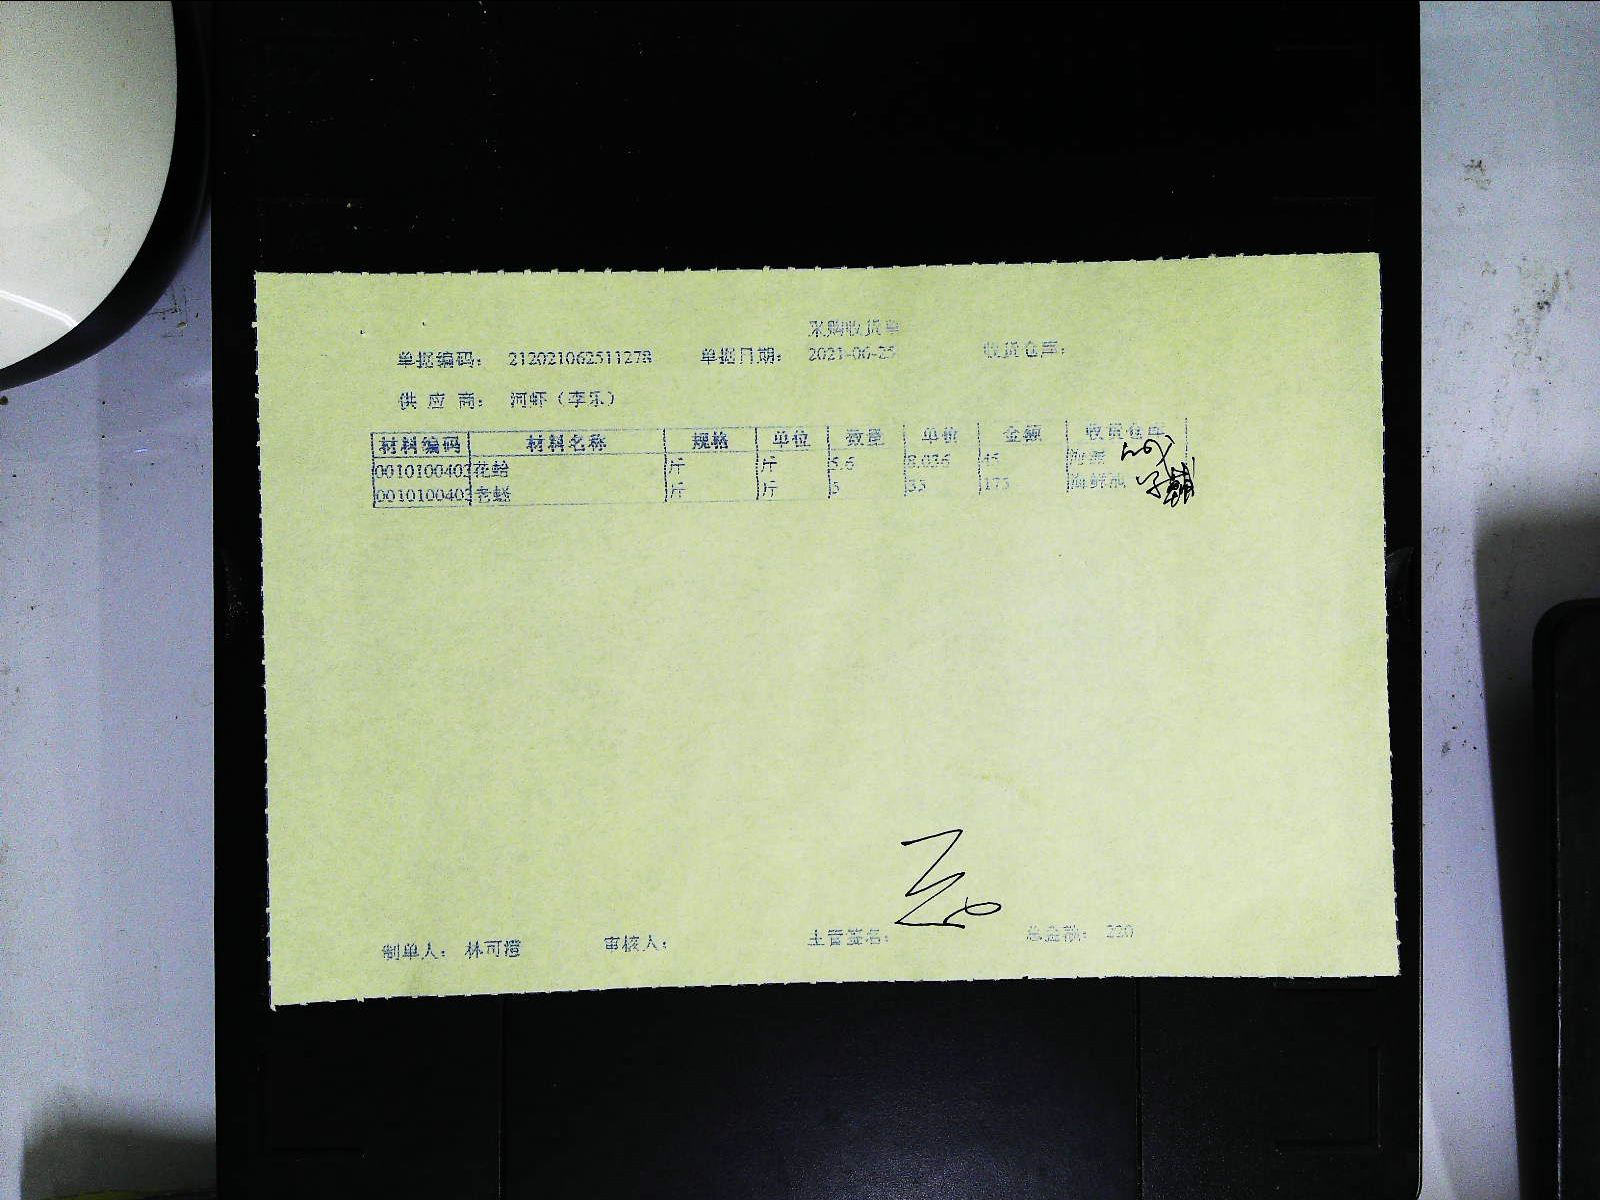 采购收货单
单据编码: 212021062511278 单据日期: 2021-06-25 收货仓库:
供应商: 河虾（李乐）
材料编码 材料名称 规格 单位 数量 单价 金额 收货仓库
0010100403 花蛤 斤 斤 5.6 8.036 45
0010100402 斤 斤 5 35 175 海鲜池
制单人: 林可澄 审核人: 主管签名: 总金额: 220